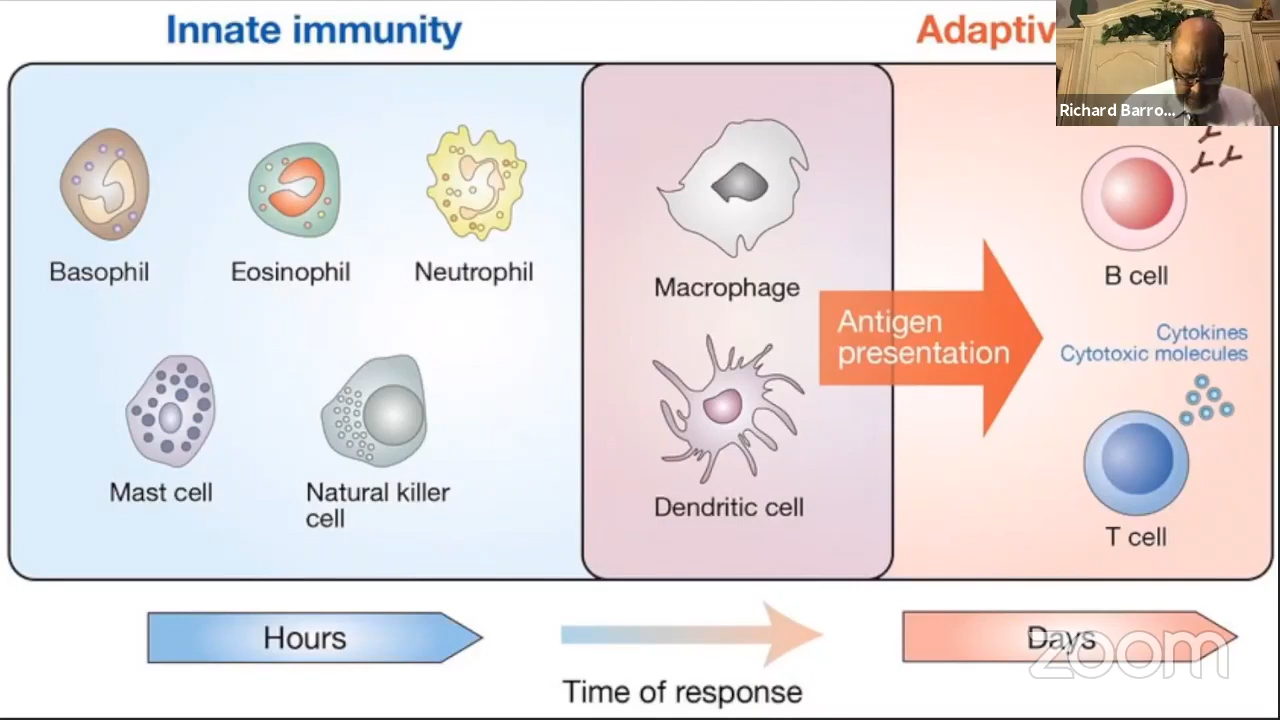 Innate immunity
Adaptiv
Richard Barro...
Basophil
Eosinophil
Neutrophil
Macrophage
B cell
Antigen
presentation
Cytokines
Cytotoxic molecules
Mast cell
Natural killer
cell
Dendritic cell
T cell
Hours
Days
zoom
Time of response